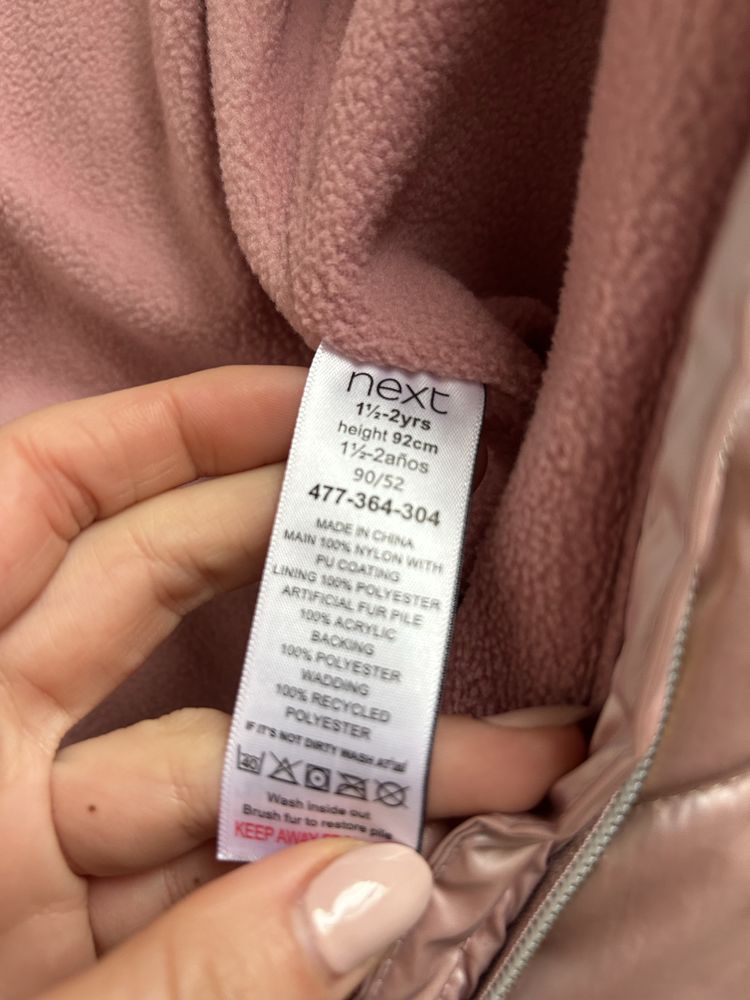 next
1½-2yrs
height 92cm
1½-2años
90/52
477-364-304
MADE IN CHINA
MAIN 100% NYLON WITH
PU COATING
LINING 100% POLYESTER
ARTIFICIAL FUR PILE
100% ACRYLIC
BACKING
100% POLYESTER
WADDING
100% RECYCLED
POLYESTER
IF IT'S NOT DIRTY WASH AT
40
Wash inside out
Brush fur to restore pile
KEEP AWAY